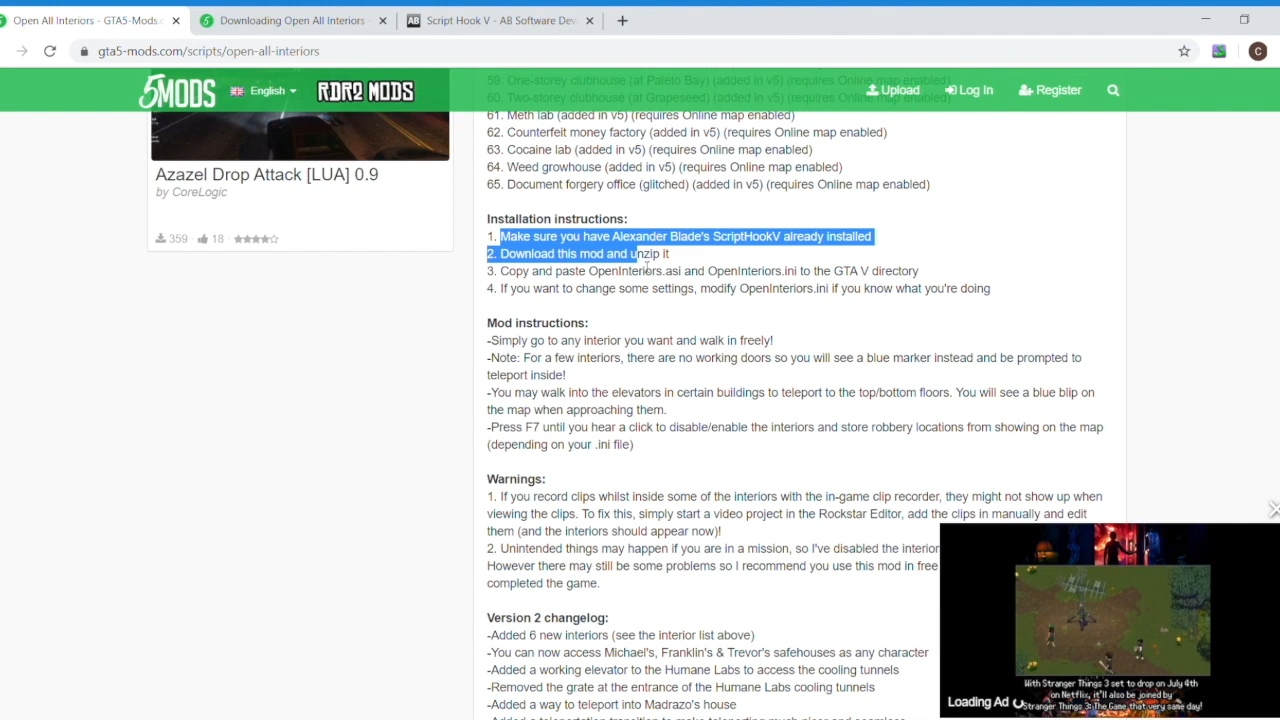 Open All Interiors - GTA5-Mods.c
Downloading Open All Interiors
AB Script Hook V - AB Software Dev
gta5-mods.com/scripts/open-all-interiors
C
5MODS
English
RDR2 MODS
Upload
Log In
Register
59. One-storey clubhouse (at Paleto Bay) (added in v5) (requires Online map enabled)
60. Two-storey clubhouse (at Grapeseed) (added in v5) (requires Online map enabled)
61. Meth lab (added in v5) (requires Online map enabled)
62. Counterfeit money factory (added in v5) (requires Online map enabled)
63. Cocaine lab (added in v5) (requires Online map enabled)
64. Weed growhouse (added in v5) (requires Online map enabled)
65. Document forgery office (glitched) (added in v5) (requires Online map enabled)
Azazel Drop Attack [LUA] 0.9
by CoreLogic
359 18
Installation instructions:
1. Make sure you have Alexander Blade's ScriptHookV already installed
2. Download this mod and unzip it
3. Copy and paste OpenInteriors.asi and OpenInteriors.ini to the GTA V directory
4. If you want to change some settings, modify OpenInteriors.ini if you know what you're doing
Mod instructions:
-Simply go to any interior you want and walk in freely!
-Note: For a few interiors, there are no working doors so you will see a blue marker instead and be prompted to
teleport inside!
-You may walk into the elevators in certain buildings to teleport to the top/bottom floors. You will see a blue blip on
the map when approaching them.
-Press F7 until you hear a click to disable/enable the interiors and store robbery locations from showing on the map
(depending on your .ini file)
Warnings:
1. If you record clips whilst inside some of the interiors with the in-game clip recorder, they might not show up when
viewing the clips. To fix this, simply start a video project in the Rockstar Editor, add the clips in manually and edit
them (and the interiors should appear now)!
2. Unintended things may happen if you are in a mission, so I've disabled the interior
However there may still be some problems so I recommend you use this mod in free
completed the game.
Version 2 changelog:
-Added 6 new interiors (see the interior list above)
-You can now access Michael's, Franklin's & Trevor's safehouses as any character
-Added a working elevator to the Humane Labs to access the cooling tunnels
-Removed the grate at the entrance of the Humane Labs cooling tunnels
-Added a way to teleport into Madrazo's house
-Added a teleportation transition to make teleporting much nicer and seamless
With Stranger Things 3 set to drop on July 4th
on Netflix, it'll also be joined by
Stranger Things 3: The Game that very same day!
Loading Ad